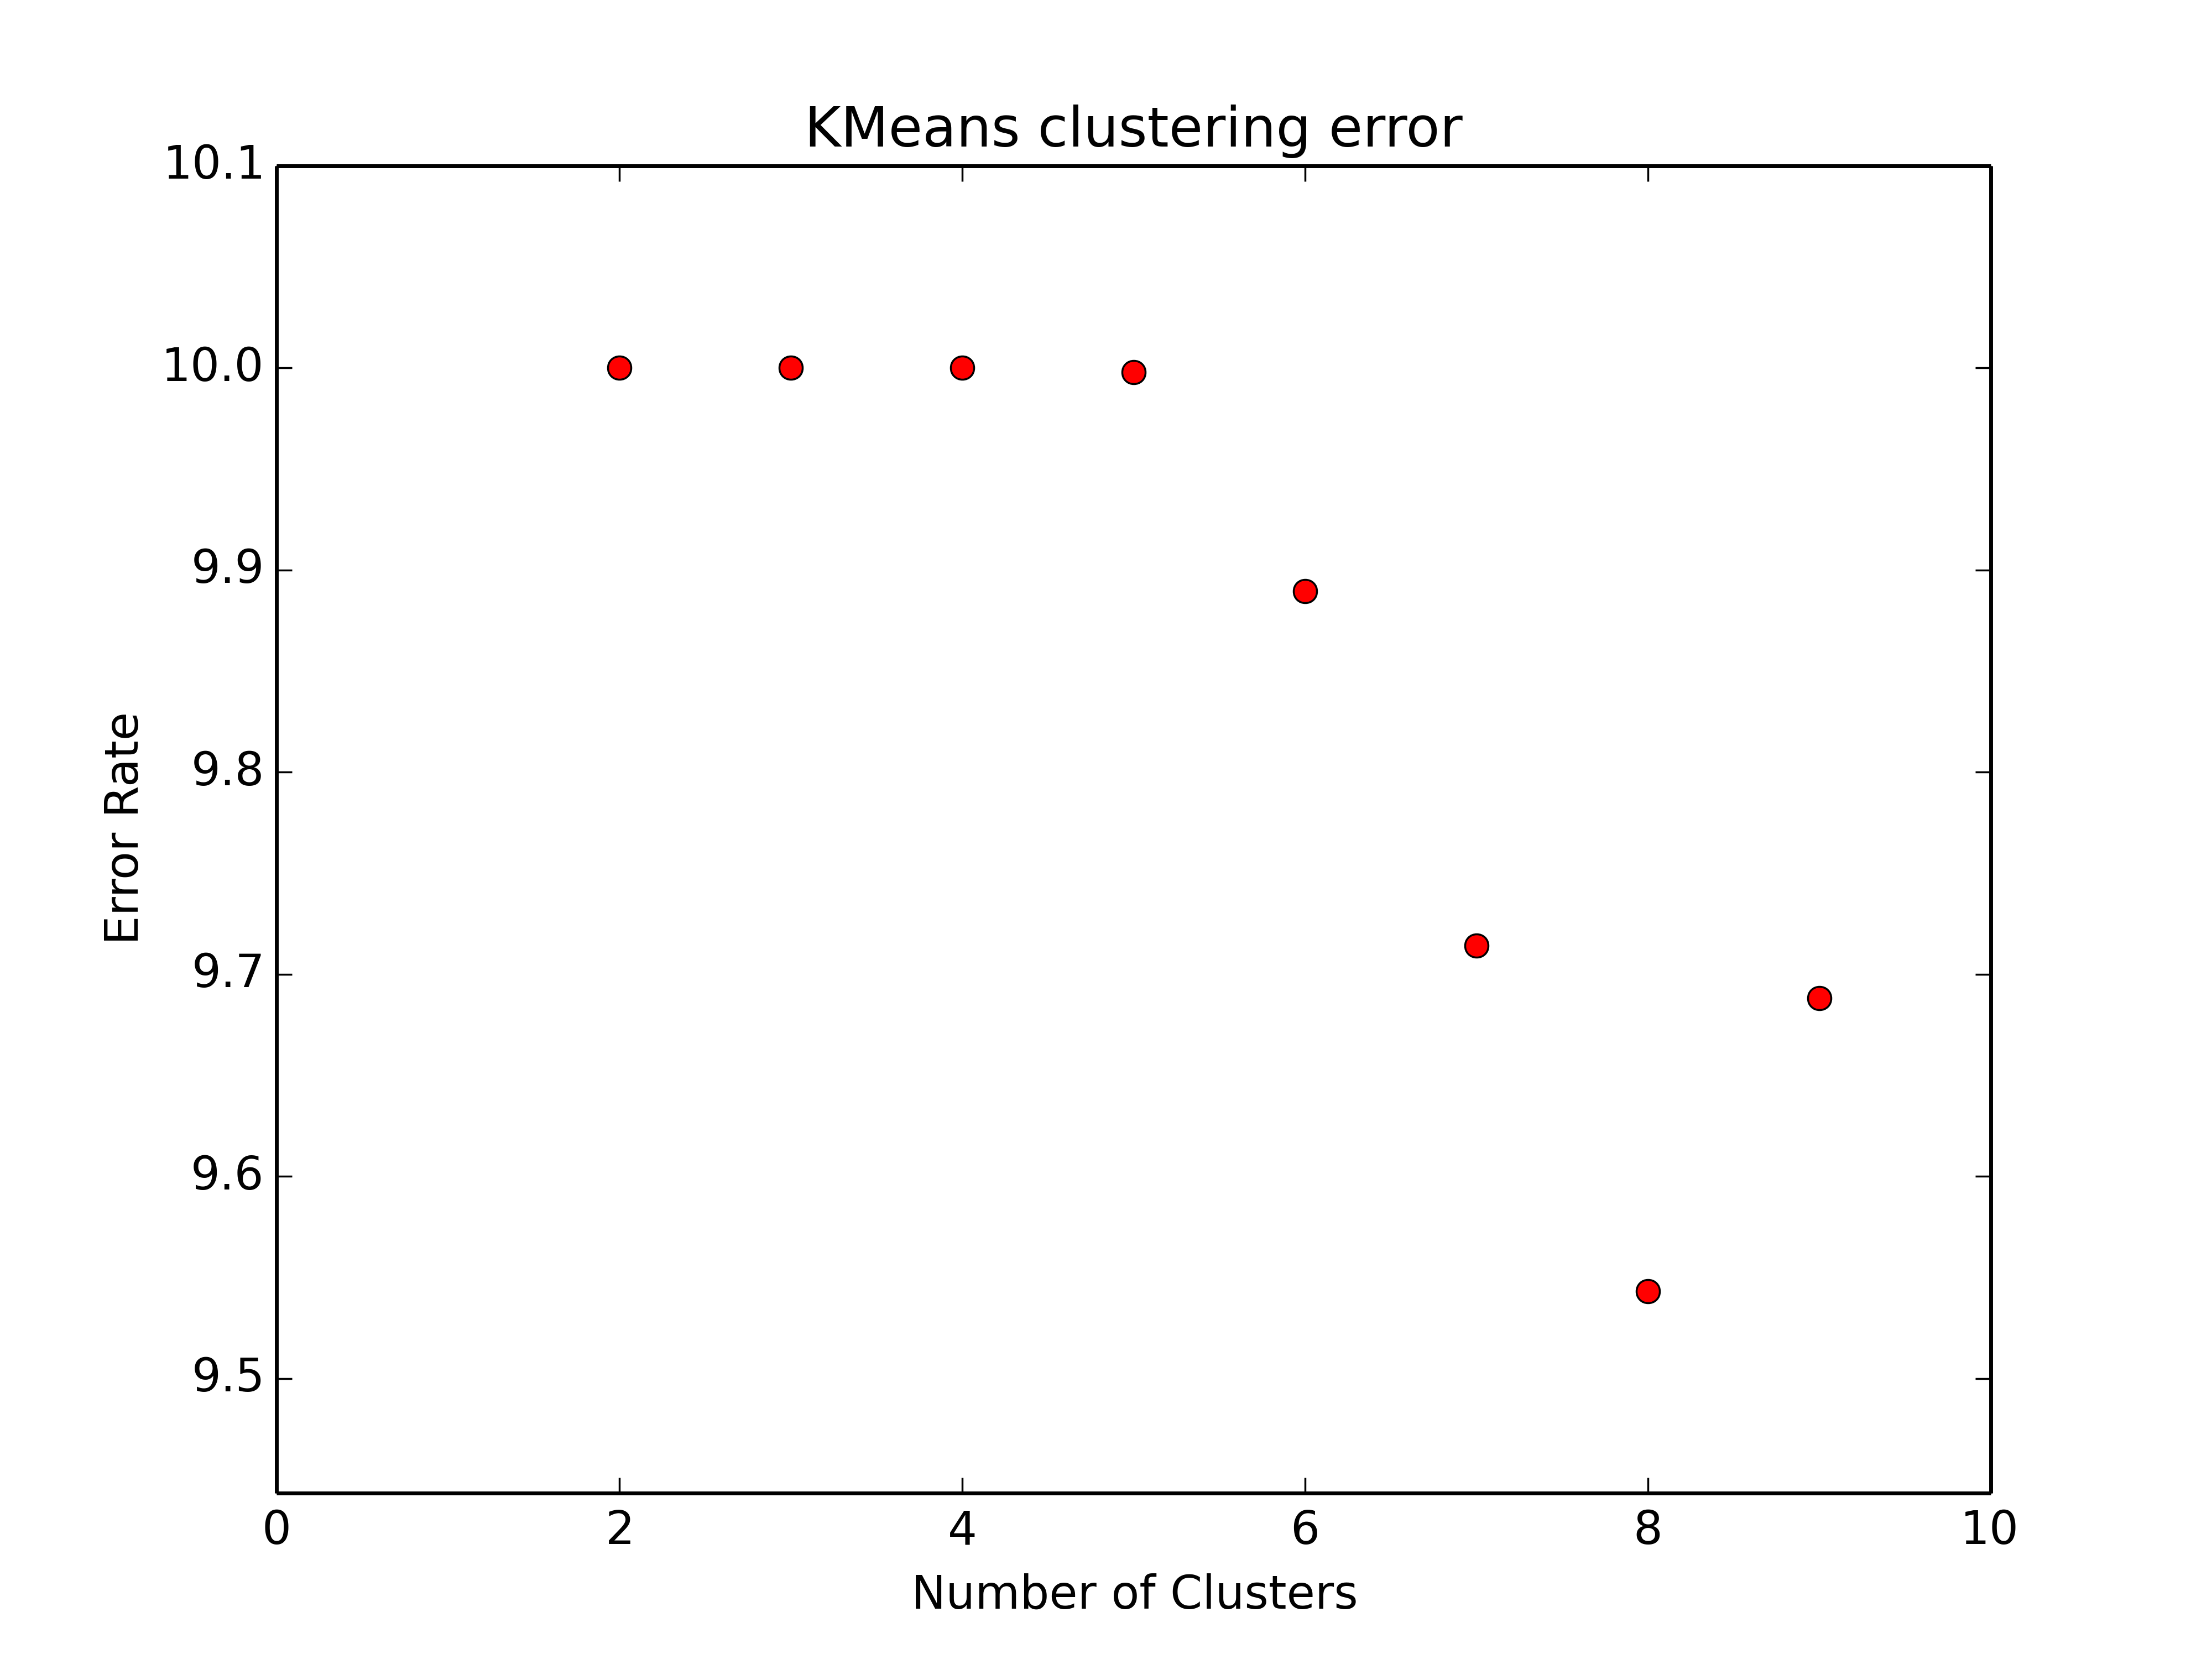 KMeans clustering error
10.1
10.0
9.9
9.8
9.7
9.6
9.5
Error Rate
0 2 4 6 8 10
Number of Clusters